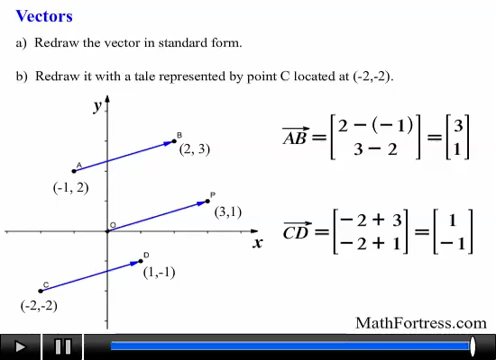 Vectors
a) Redraw the vector in standard form.
b) Redraw it with a tale represented by point C located at (-2,-2).
y
B
(2, 3)
A
(-1, 2)
P
(3,1)
O
x
D
(1,-1)
C
(-2,-2)
AB = [2 − (−1) 3 − 2] = [3 1]
CD = [−2 + 3 −2 + 1] = [1 −1]
MathFortress.com